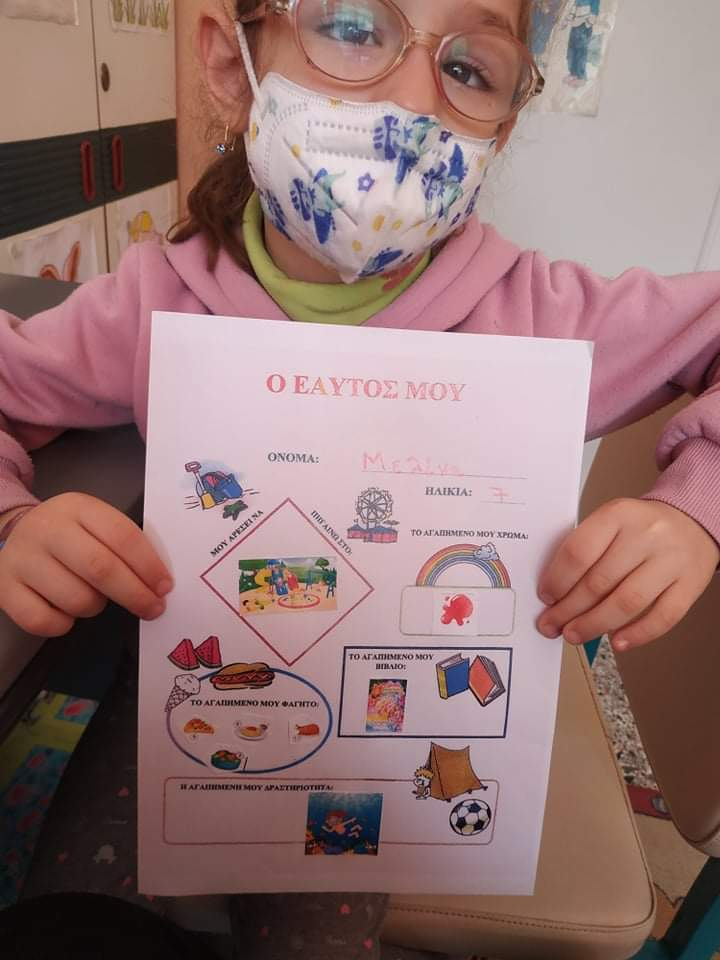 Ο ΕΑΥΤΟΣ ΜΟΥ
ΟΝΟΜΑ: Μελίνα
ΗΛΙΚΙΑ: 7
ΜΟΥ ΑΡΕΣΕΙ ΝΑ
ΠΗΓΑΙΝΩ ΣΤΟ:
ΤΟ ΑΓΑΠΗΜΕΝΟ ΜΟΥ ΧΡΩΜΑ:
ΤΟ ΑΓΑΠΗΜΕΝΟ ΜΟΥ
ΒΙΒΛΙΟ:
ΤΟ ΑΓΑΠΗΜΕΝΟ ΜΟΥ ΦΑΓΗΤΟ:
Η ΑΓΑΠΗΜΕΝΗ ΜΟΥ ΔΡΑΣΤΗΡΙΟΤΗΤΑ: